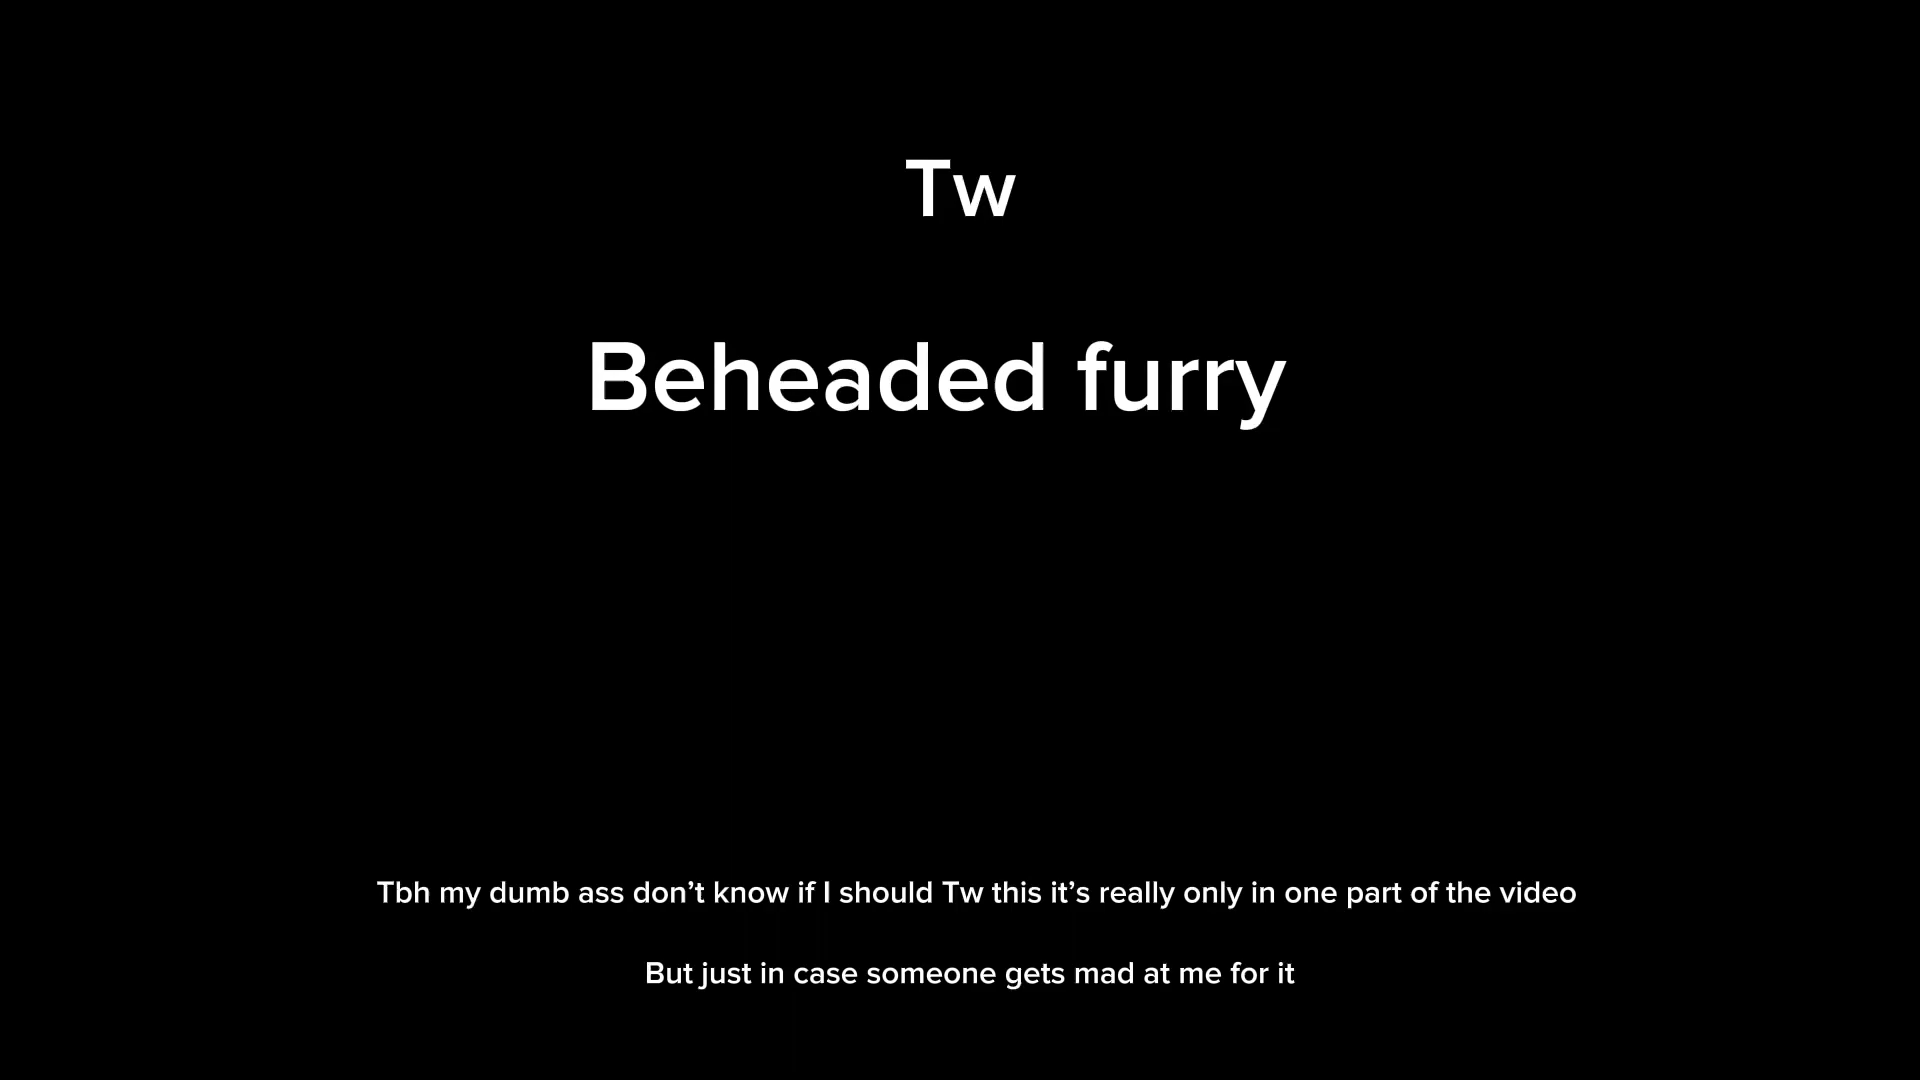 Tw
Beheaded furry
Tbh my dumb ass don’t know if I should Tw this it’s really only in one part of the video
But just in case someone gets mad at me for it